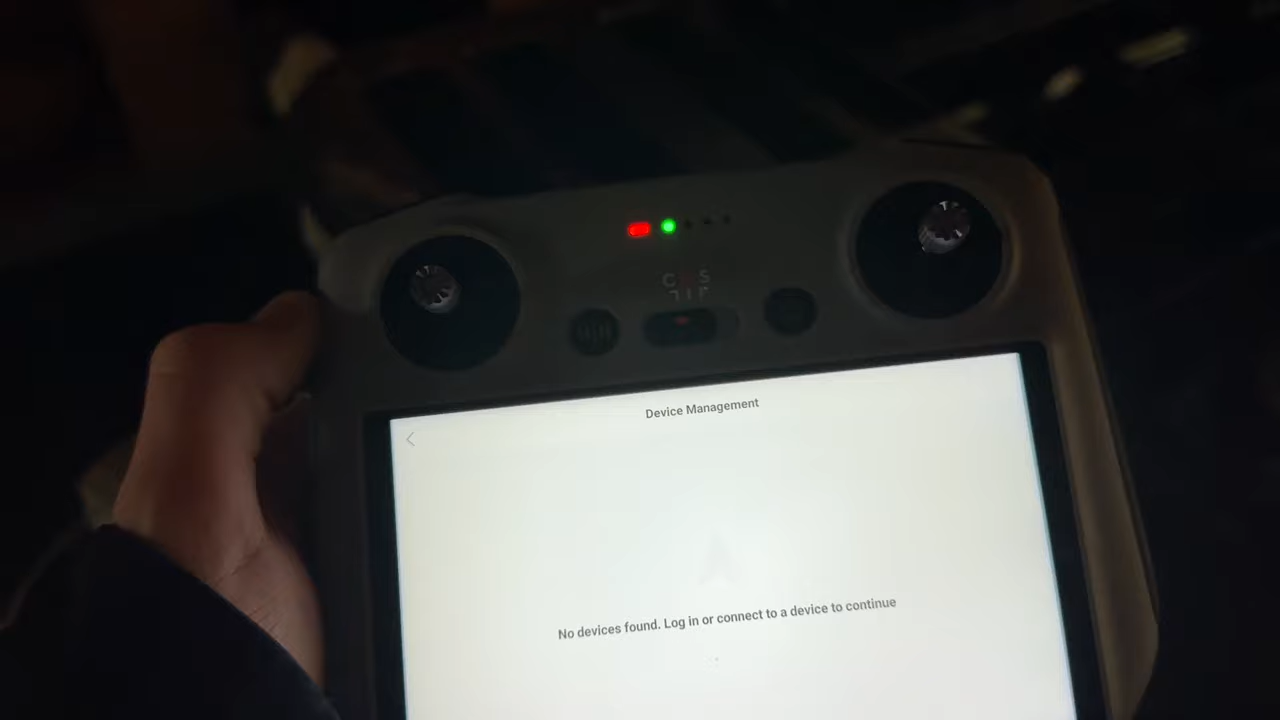 C N S
Device Management
No devices found. Log in or connect to a device to continue